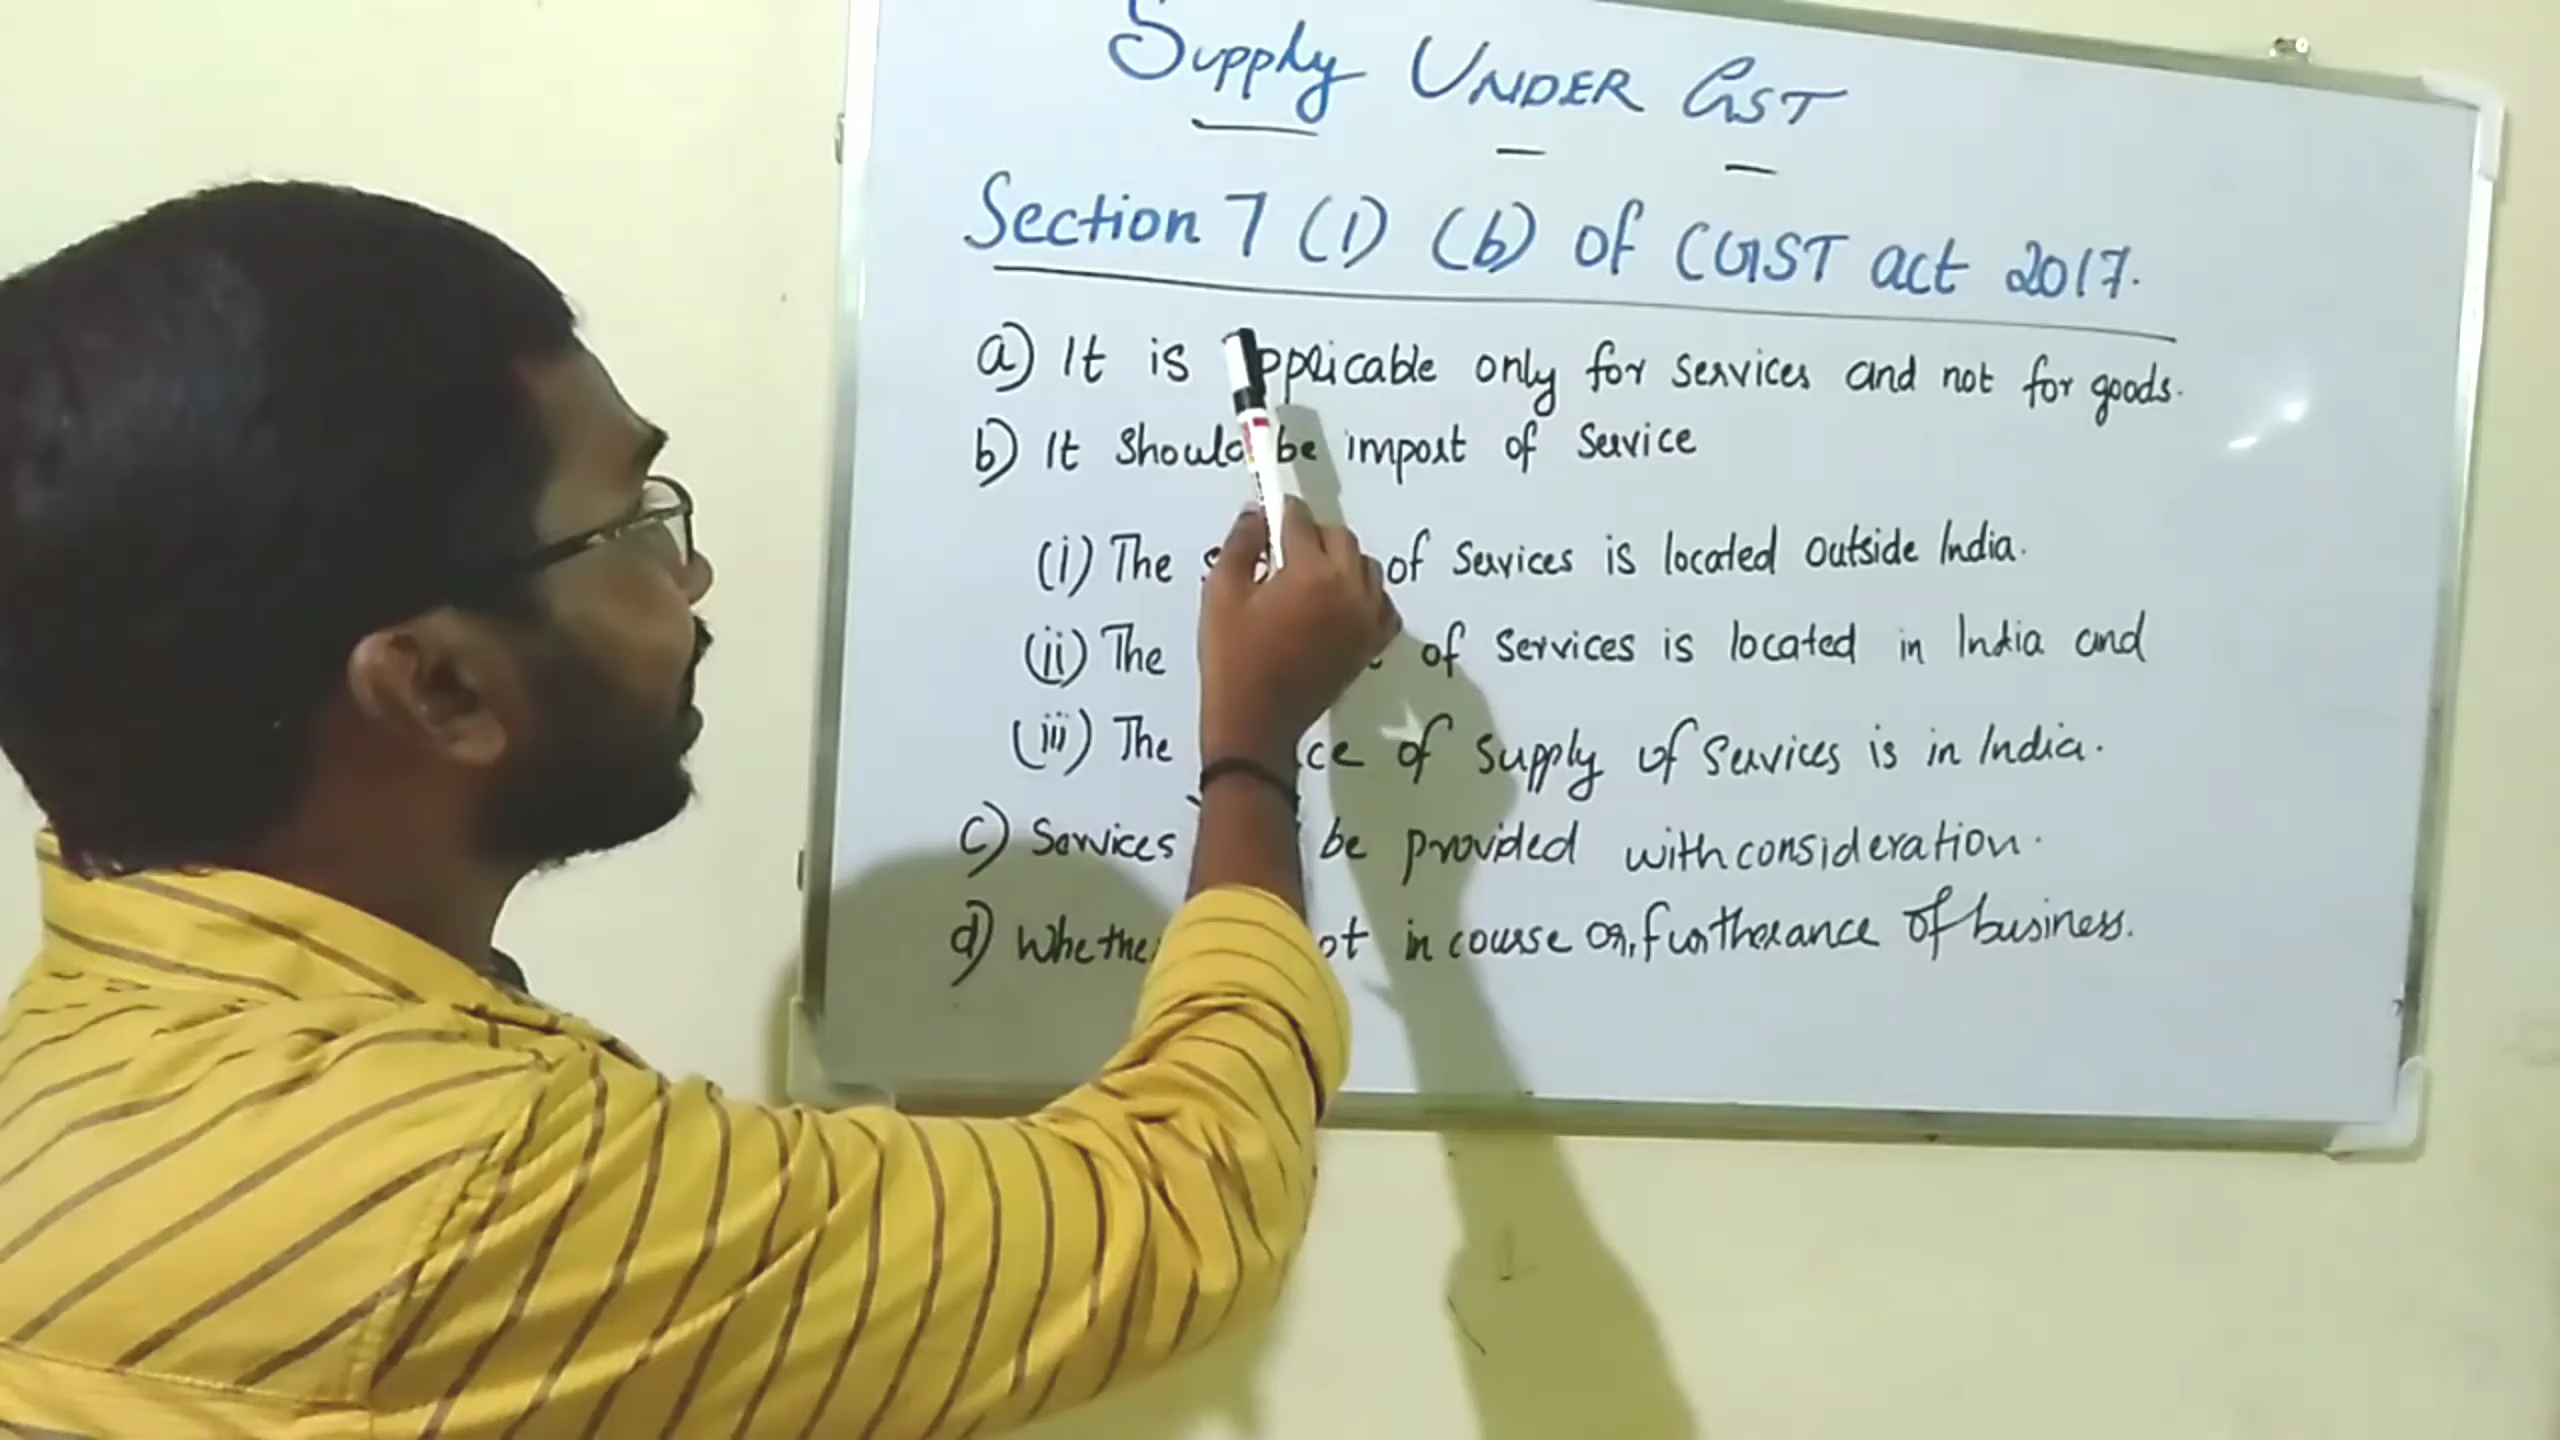 Supply UNDER GST
Section 7 (1) (b) of CGST act 2017.
a) It is applicable only for services and not for goods.
b) It should be import of service
(i) The of services is located outside India.
(ii) The of services is located in India and
(iii) The of supply of services is in India.
c) Services be provided with consideration.
d) Whether in course or furtherance of business.